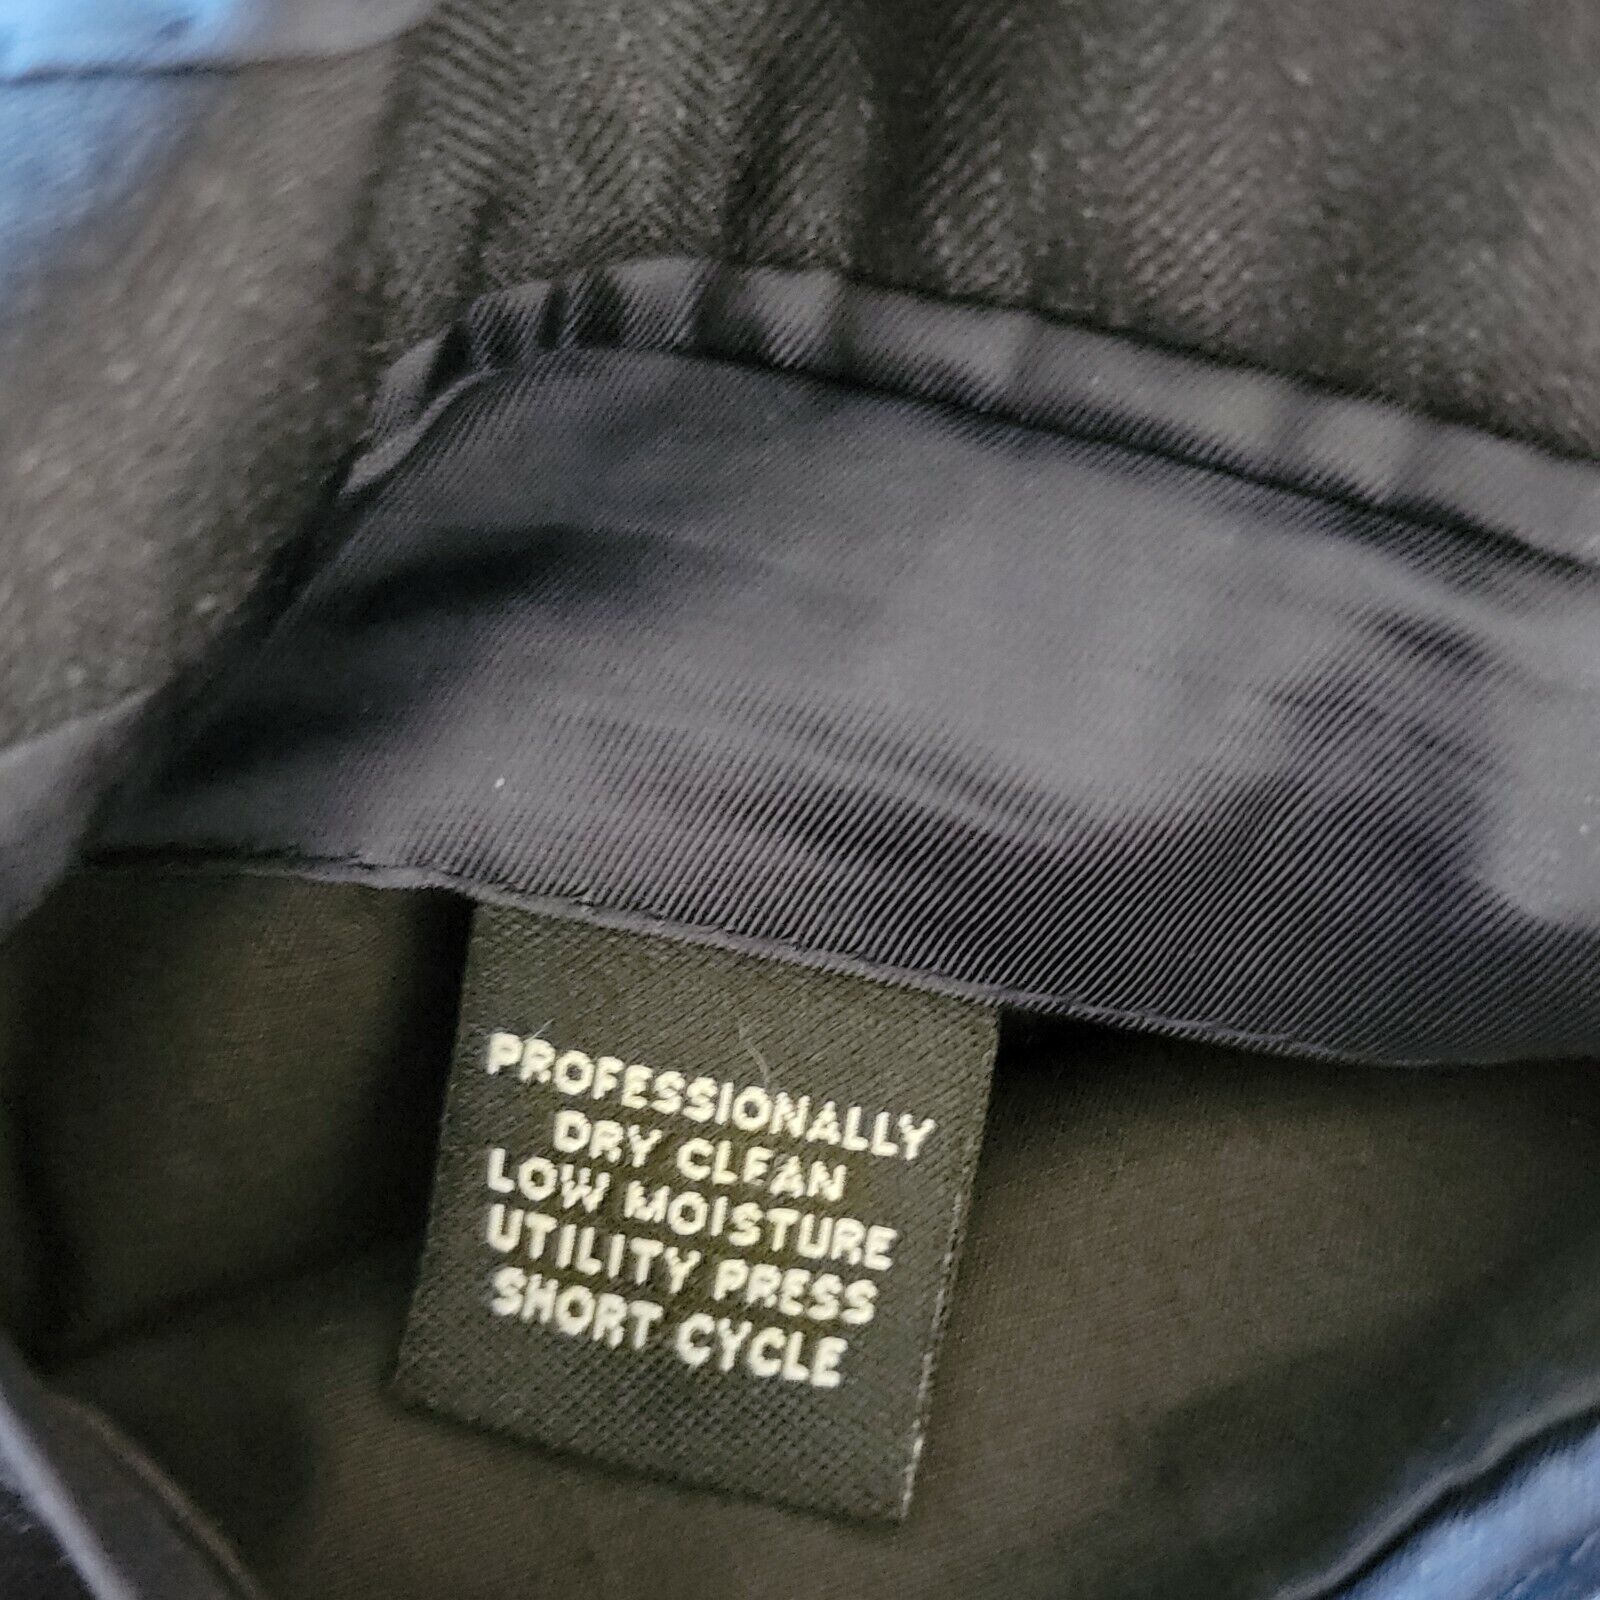 PROFESSIONALLY
DRY CLEAN
LOW MOISTURE
UTILITY PRESS
SHORT CYCLE